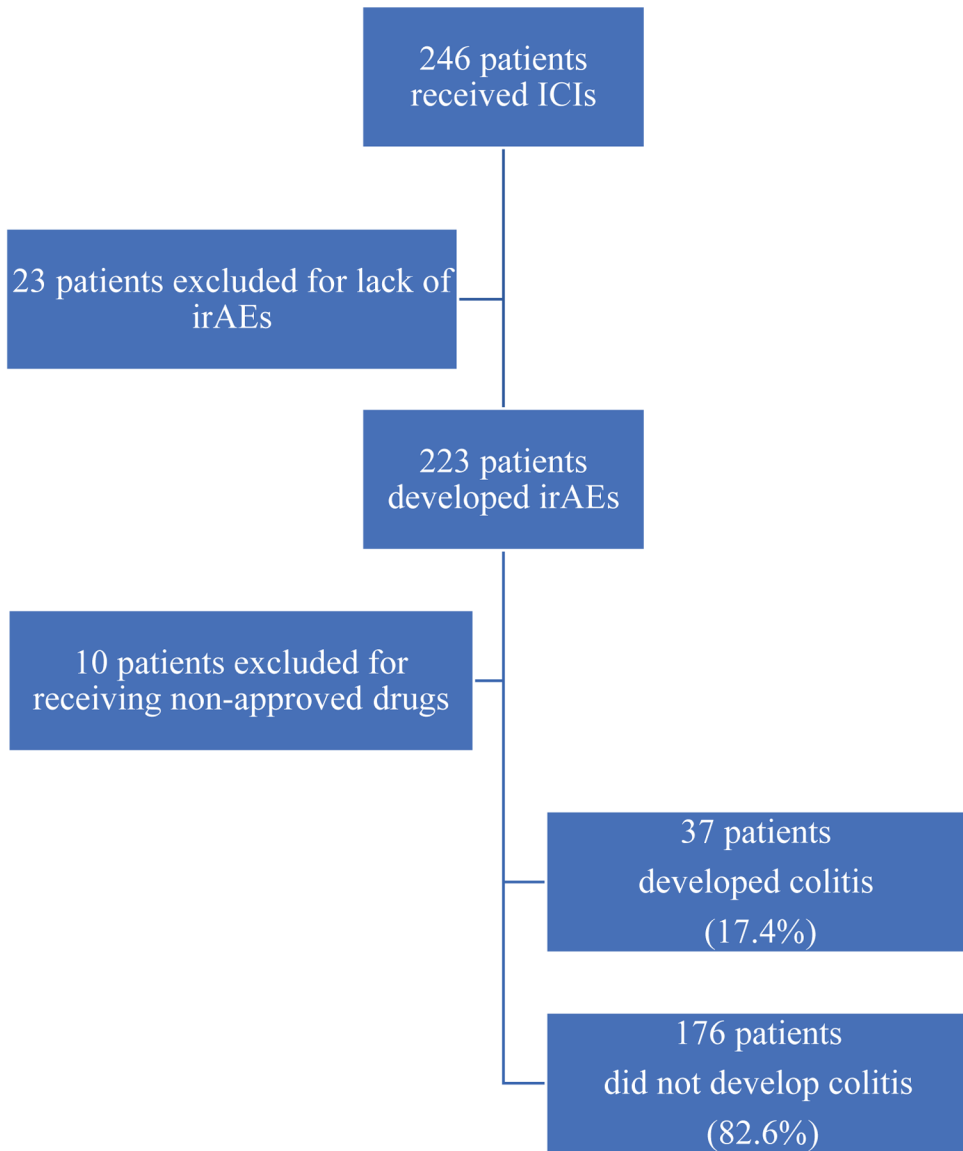 246 patients
received ICIs
23 patients excluded for lack of
irAEs
223 patients
developed irAEs
10 patients excluded for
receiving non-approved drugs
37 patients
developed colitis
(17.4%)
176 patients
did not develop colitis
(82.6%)